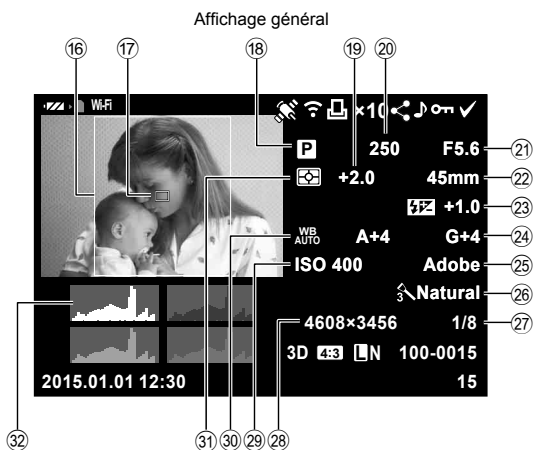 Affichage général
⑯ ⑰ ⑱ ⑲ ⑳
Wi-Fi ×10
P 250 F5.6 ㉑
+2.0 45mm ㉒
+1.0 ㉓
WB AUTO A+4 G+4 ㉔
ISO 400 Adobe ㉕
3 Natural ㉖
4608×3456 1/8 ㉗
3D 4:3 LN 100-0015
2015.01.01 12:30 15
㉜ ㉛ ㉚ ㉙ ㉘